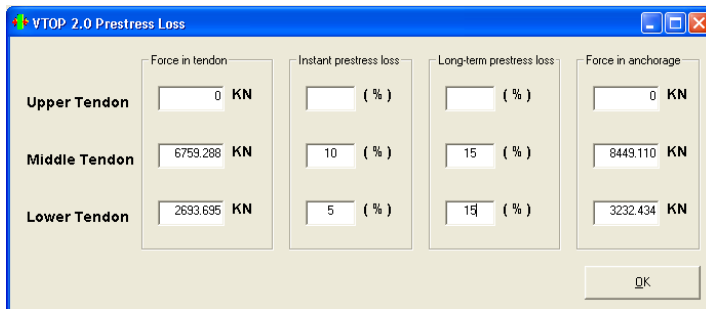 VTOP 2.0 Prestress Loss
Force in tendon Instant prestress loss Long-term prestress loss Force in anchorage
Upper Tendon 0 KN ( % ) ( % ) 0 KN
Middle Tendon 6759.288 KN 10 ( % ) 15 ( % ) 8449.110 KN
Lower Tendon 2693.695 KN 5 ( % ) 15 ( % ) 3232.434 KN
OK